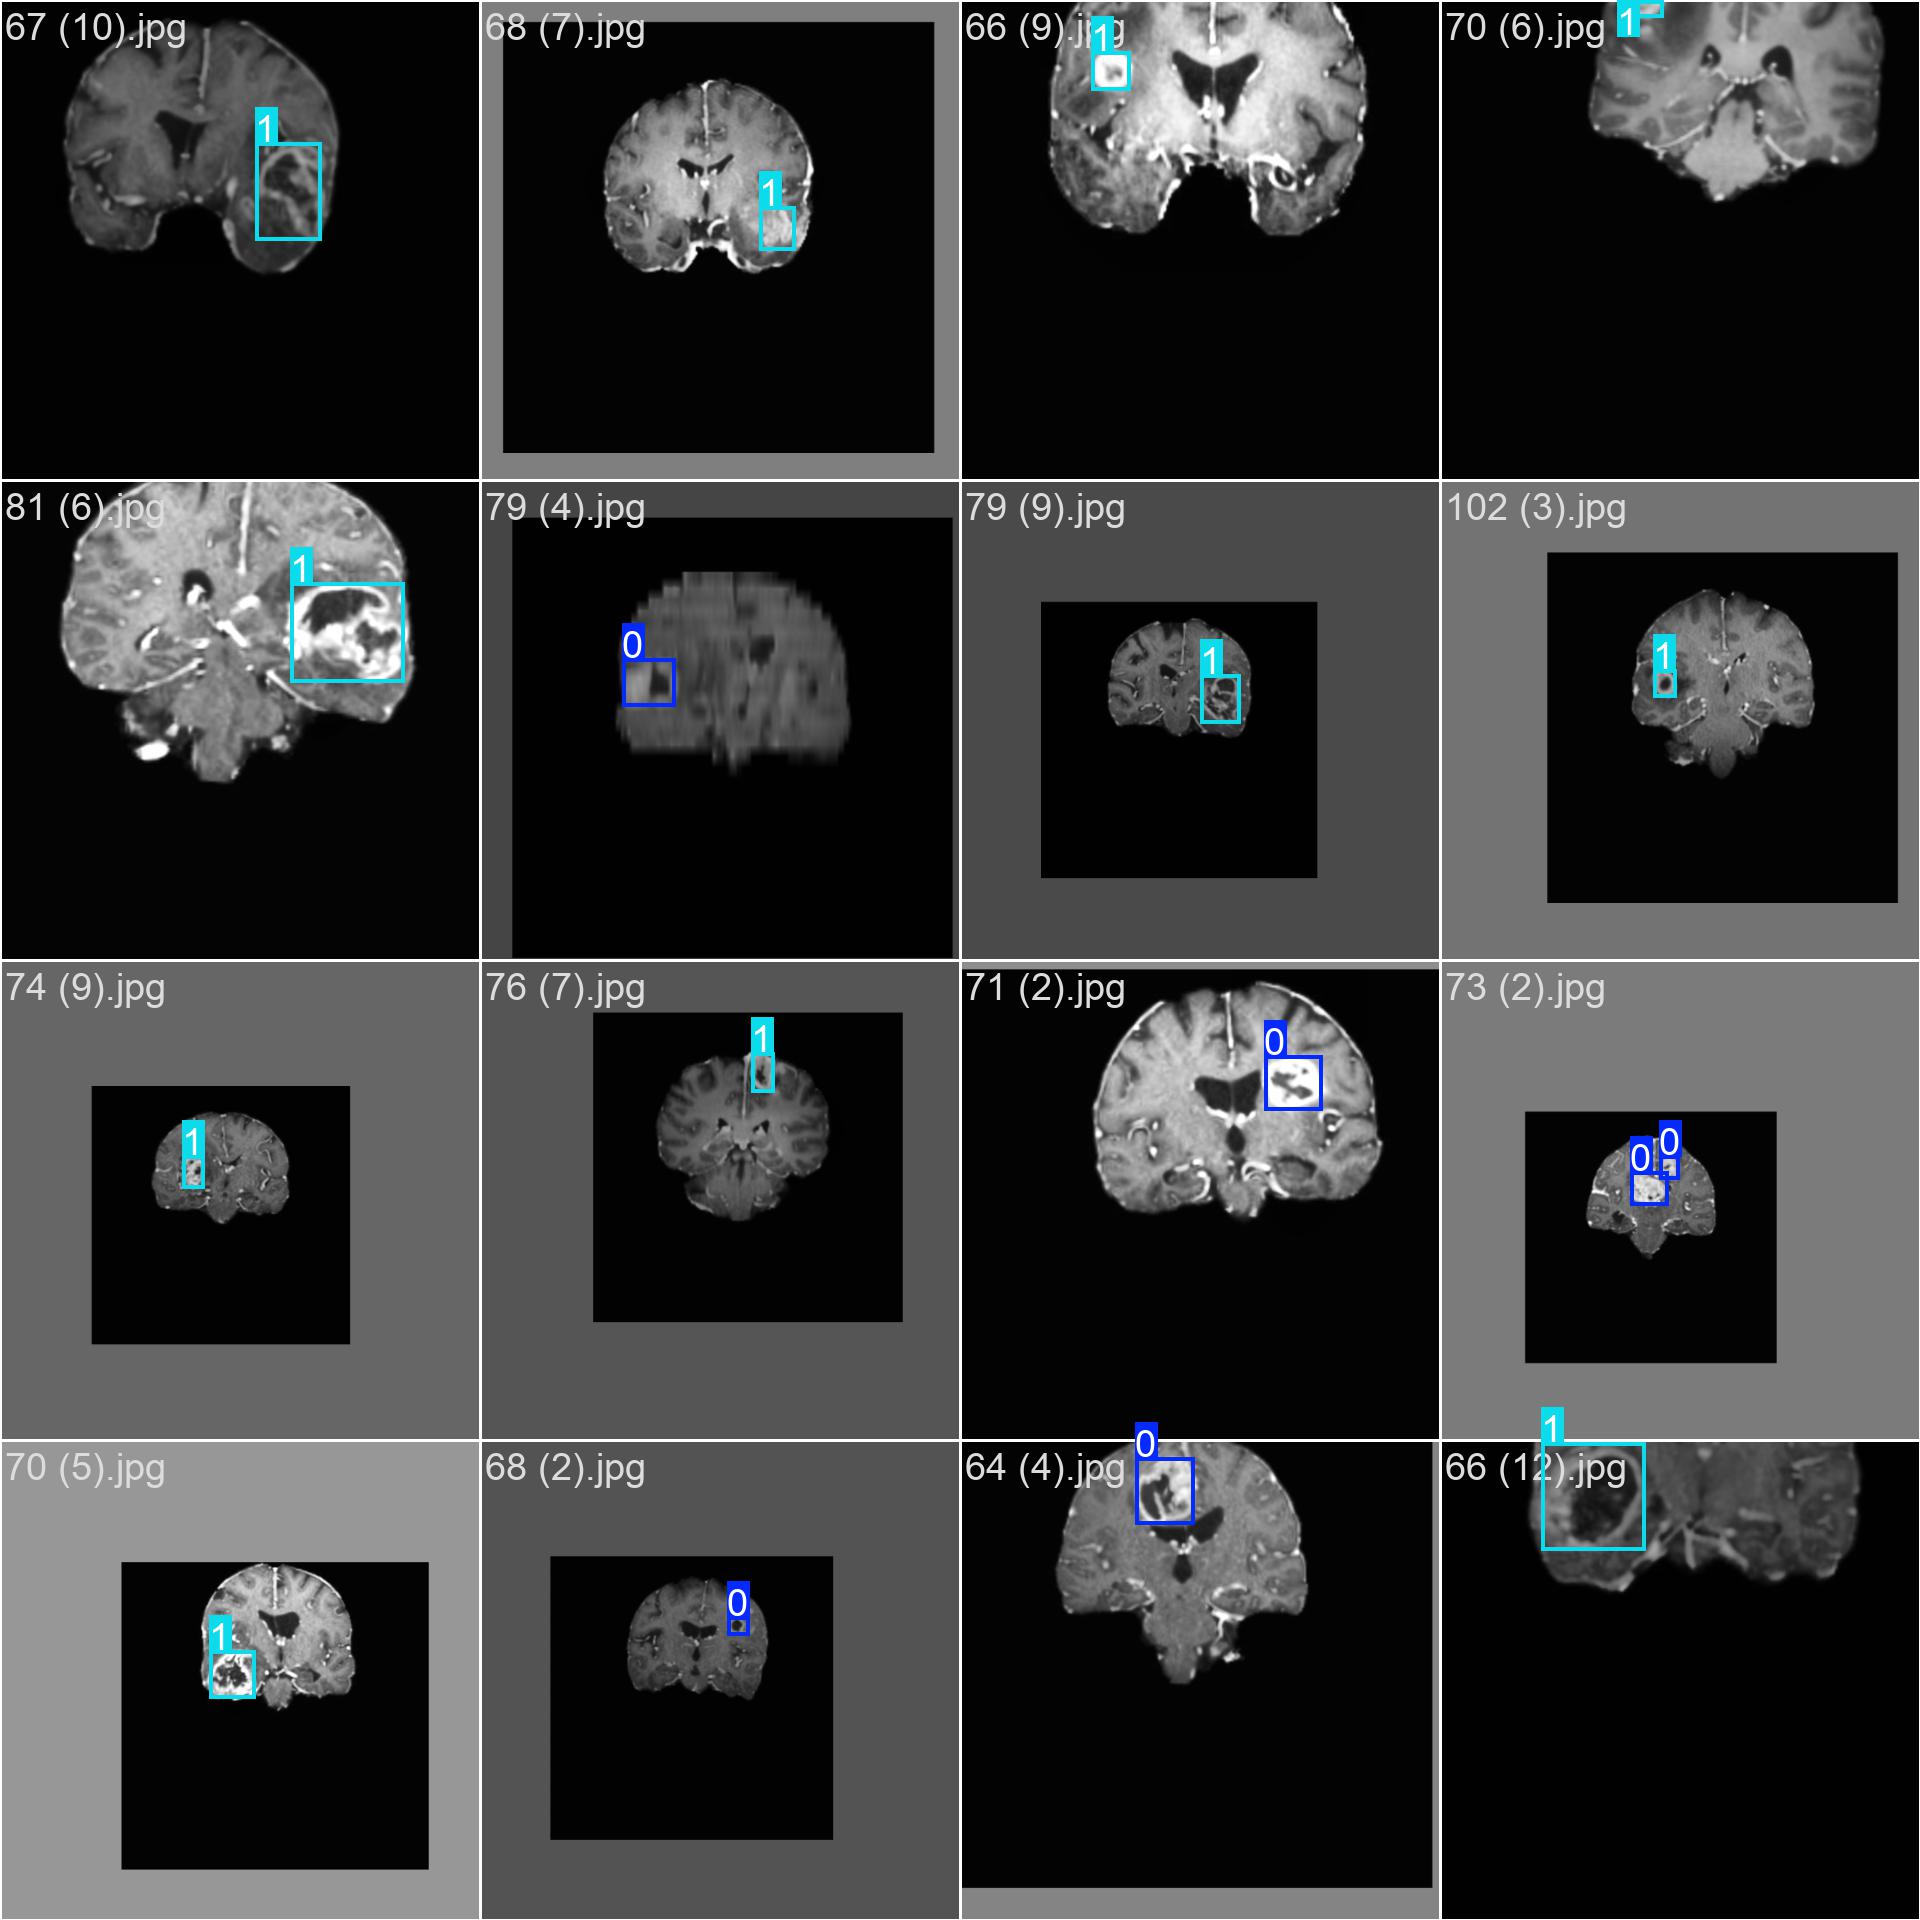 67 (10).jpg
1
68 (7).jpg
1
66 (9).jpg
1
70 (6).jpg
1
81 (6).jpg
1
79 (4).jpg
0
79 (9).jpg
1
102 (3).jpg
1
74 (9).jpg
1
76 (7).jpg
1
71 (2).jpg
0
73 (2).jpg
0
0
70 (5).jpg
1
68 (2).jpg
0
64 (4).jpg
0
66 (12).jpg
1